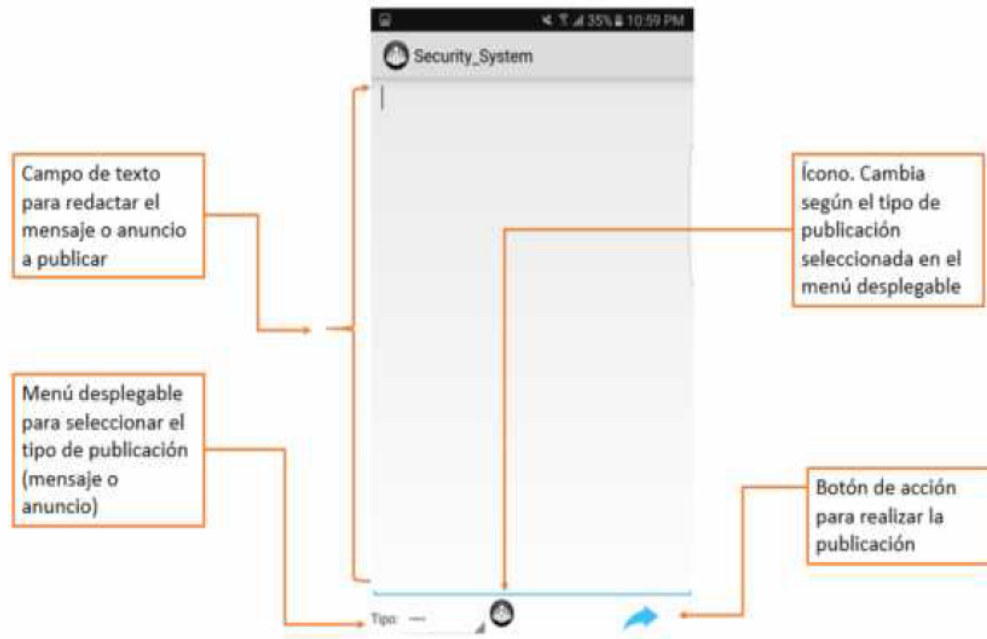 35% 10:59 PM
Security_System
Campo de texto
para redactar el
mensaje o anuncio
a publicar
Ícono. Cambia
según el tipo de
publicación
seleccionada en el
menú desplegable
Menú desplegable
para seleccionar el
tipo de publicación
(mensaje o
anuncio)
Botón de acción
para realizar la
publicación
Tipo: ----